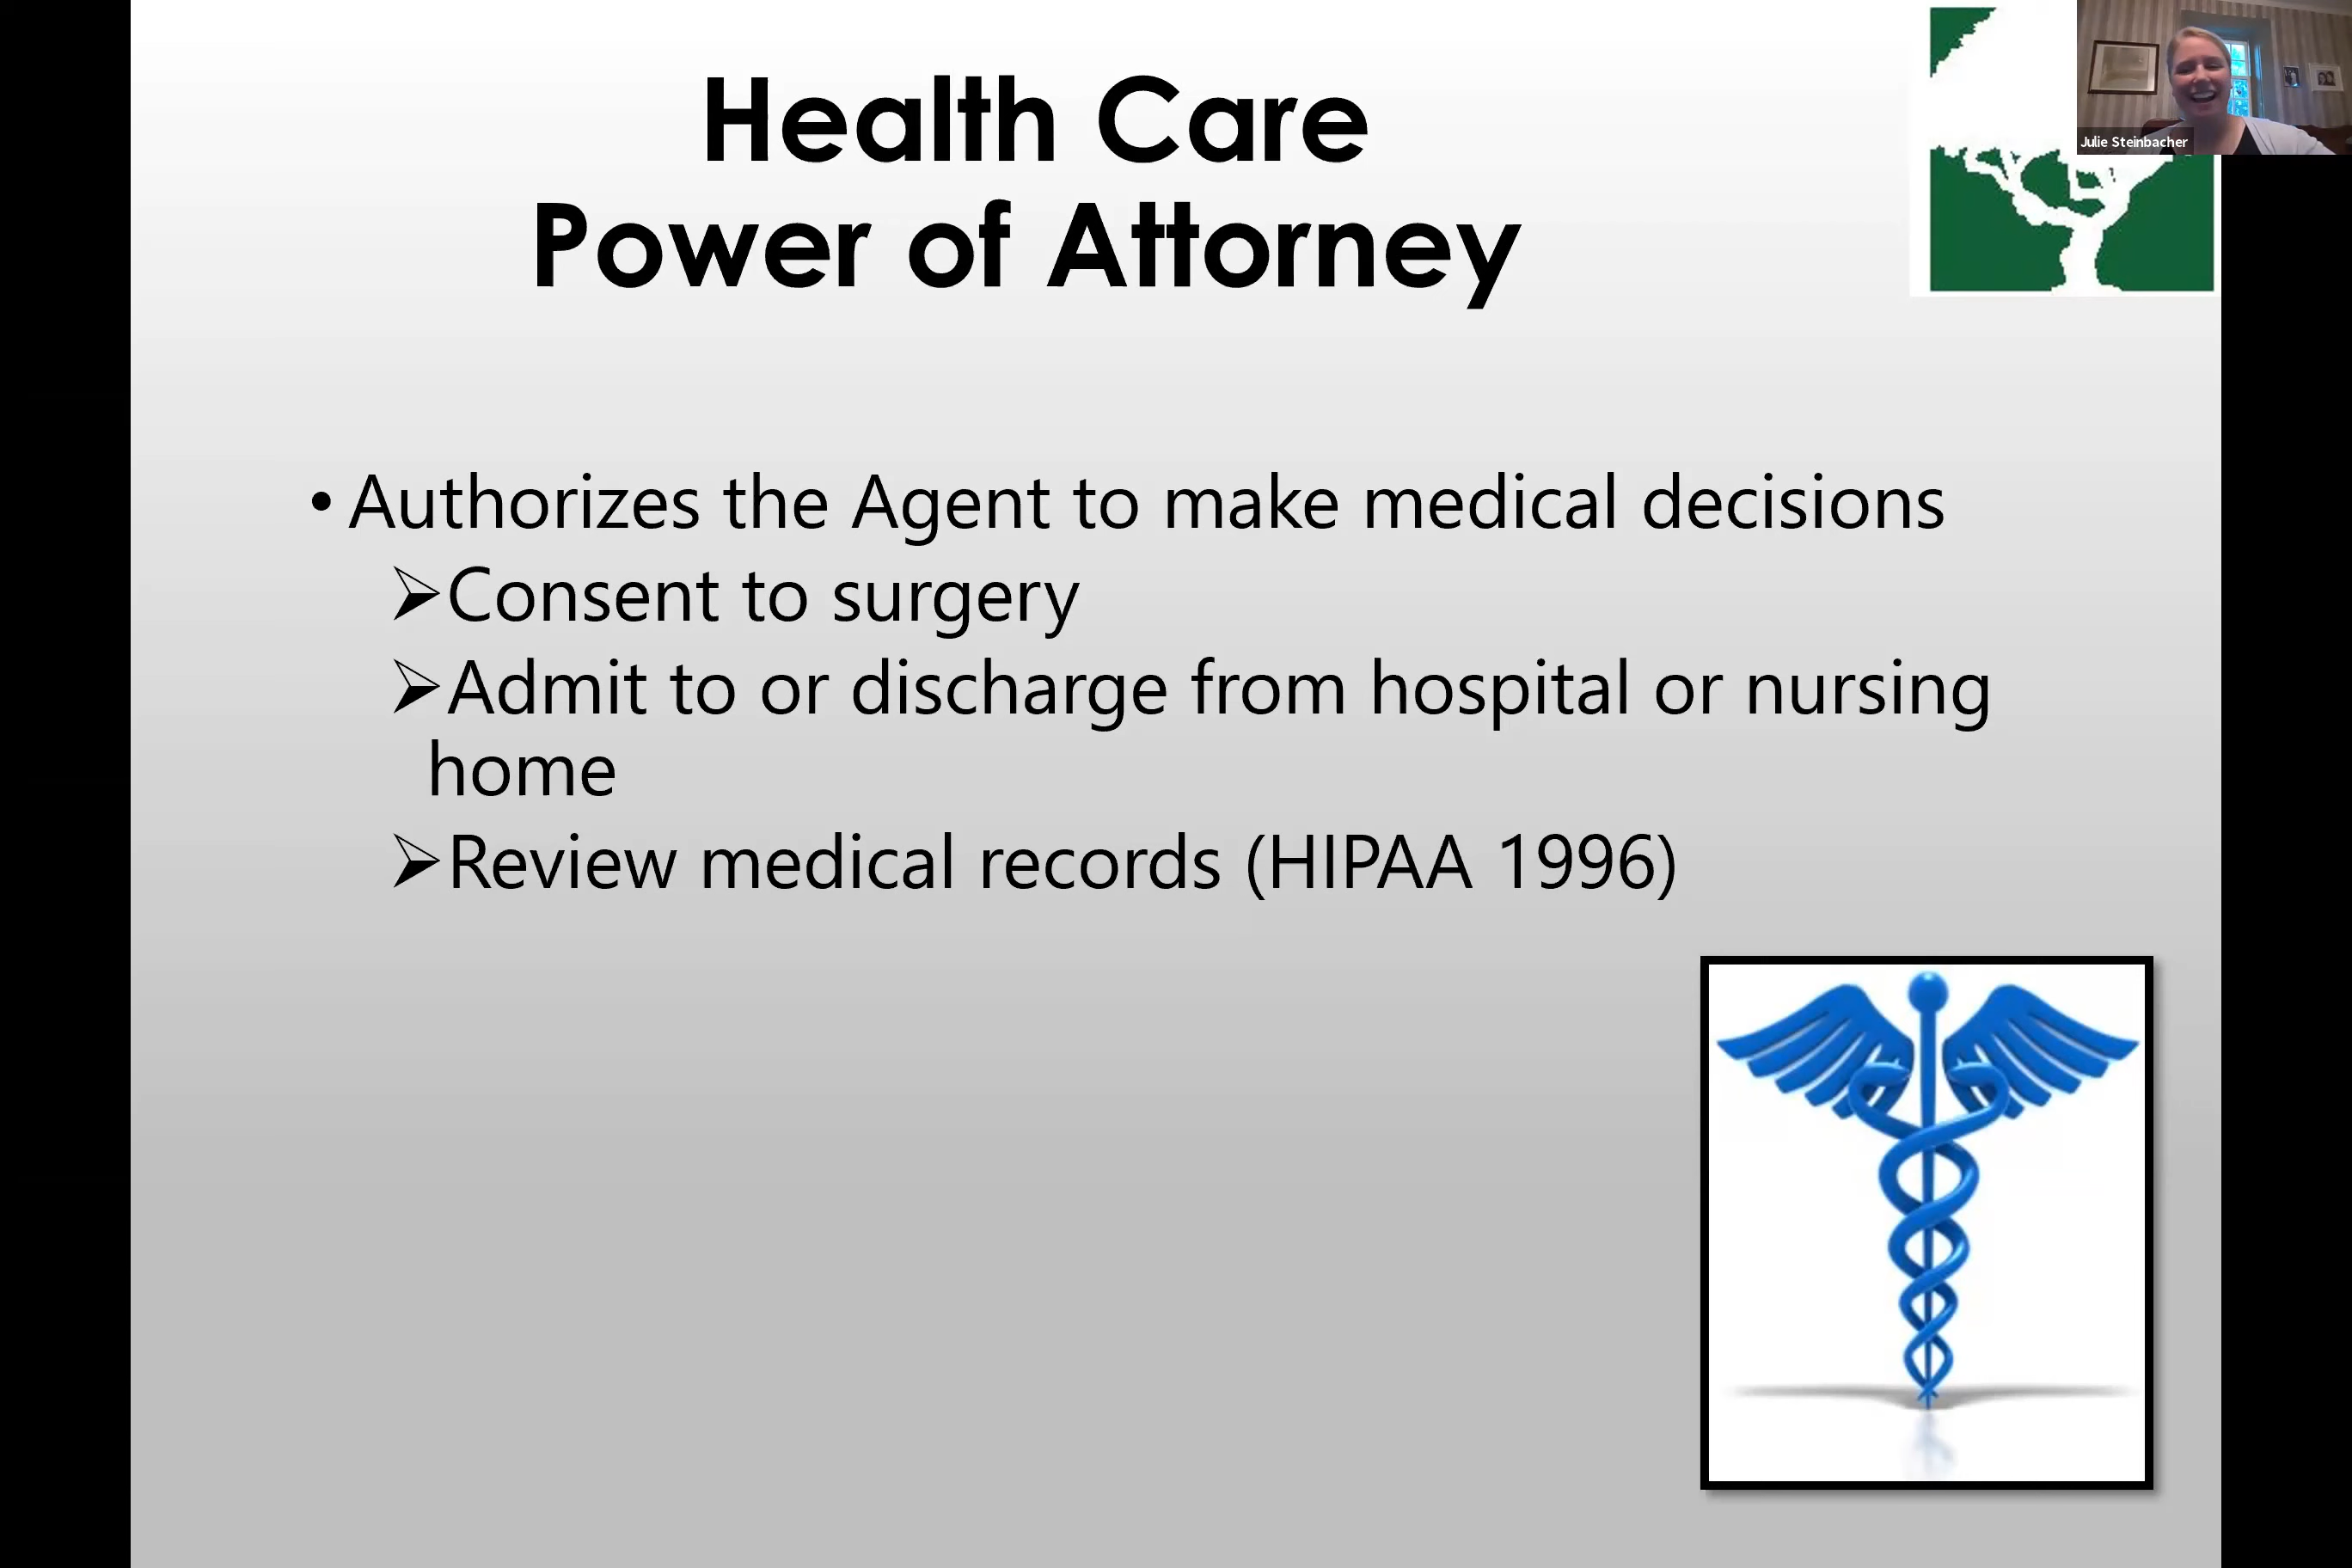 Health Care
Power of Attorney
Julie Steinbacher
• Authorizes the Agent to make medical decisions
➢Consent to surgery
➢Admit to or discharge from hospital or nursing
home
➢Review medical records (HIPAA 1996)